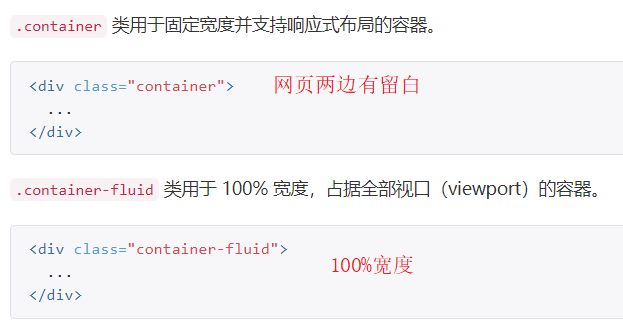 .container 类用于固定宽度并支持响应式布局的容器。
<div class="container"> 网页两边有留白
...
</div>
.container-fluid 类用于 100% 宽度，占据全部视口（viewport）的容器。
<div class="container-fluid">
100%宽度
...
</div>